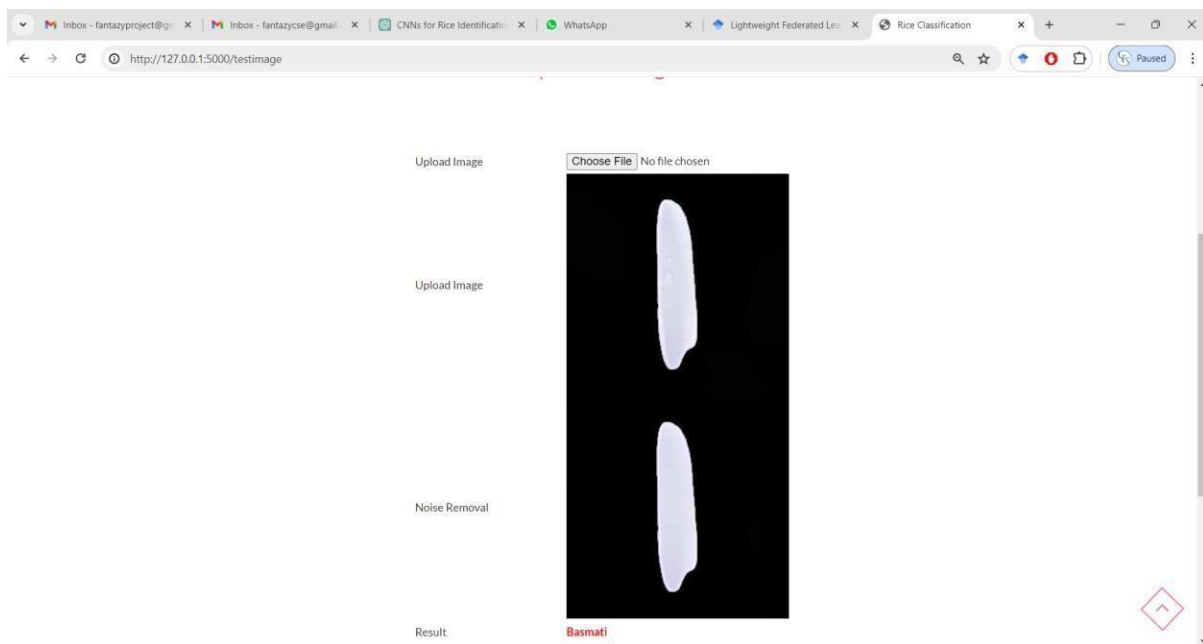 Inbox - fantazyproject@gm
Inbox - fantazycse@gmail.
CNNs for Rice Identificatio
WhatsApp
Lightweight Federated Lea
Rice Classification
http://127.0.0.1:5000/testimage
Paused
Upload Image
Choose File No file chosen
Upload Image
Noise Removal
Result
Basmati